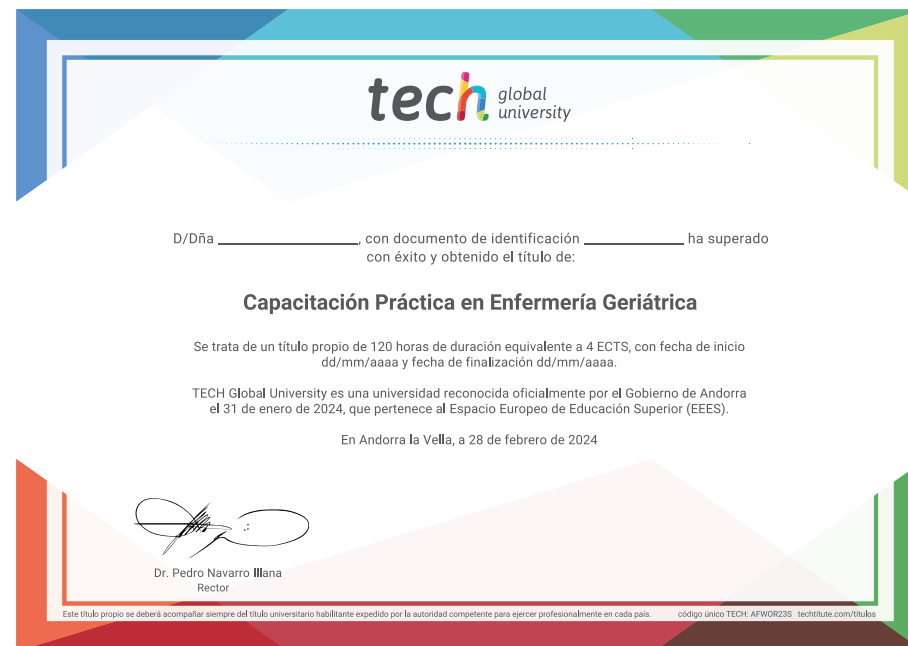 tech global university
D/Dña ____________________, con documento de identificación ______________ ha superado
con éxito y obtenido el título de:
Capacitación Práctica en Enfermería Geriátrica
Se trata de un título propio de 120 horas de duración equivalente a 4 ECTS, con fecha de inicio
dd/mm/aaaa y fecha de finalización dd/mm/aaaa.
TECH Global University es una universidad reconocida oficialmente por el Gobierno de Andorra
el 31 de enero de 2024, que pertenece al Espacio Europeo de Educación Superior (EEES).
En Andorra la Vella, a 28 de febrero de 2024
Dr. Pedro Navarro Illana
Rector
Este título propio se deberá acompañar siempre del título universitario habilitante expedido por la autoridad competente para ejercer profesionalmente en cada país. código único TECH: AFWOR23S techtitute.com/titulos